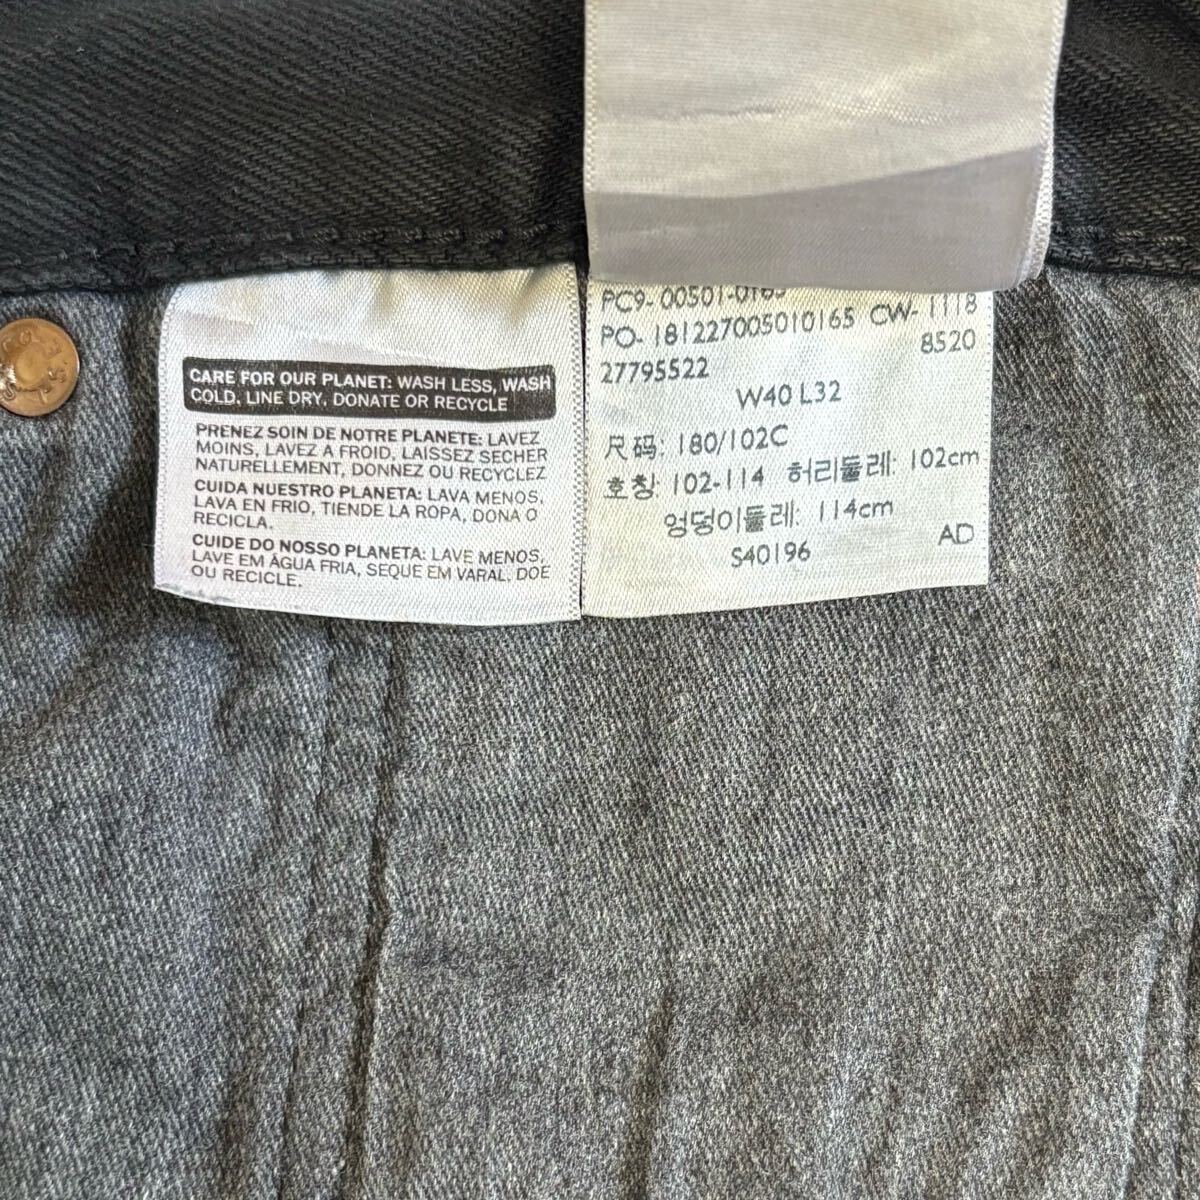 CARE FOR OUR PLANET: WASH LESS, WASH
COLD, LINE DRY, DONATE OR RECYCLE
PRENEZ SOIN DE NOTRE PLANETE: LAVEZ
MOINS, LAVEZ A FROID, LAISSEZ SECHER
NATURELLEMENT, DONNEZ OU RECYCLEZ
CUIDA NUESTRO PLANETA: LAVA MENOS,
LAVA EN FRIO, TIENDE LA ROPA, DONA O
RECICLA.
CUIDE DO NOSSO PLANETA: LAVE MENOS,
LAVE EM ÁGUA FRIA, SEQUE EM VARAL, DOE
OU RECICLE.
PC9-00501-0165
PO-181227005010165 CW-1118
8520
27795522
W40 L32
尺码: 180/102C
호칭: 102-114 허리둘레: 102cm
엉덩이둘레: 114cm
S40196
AD